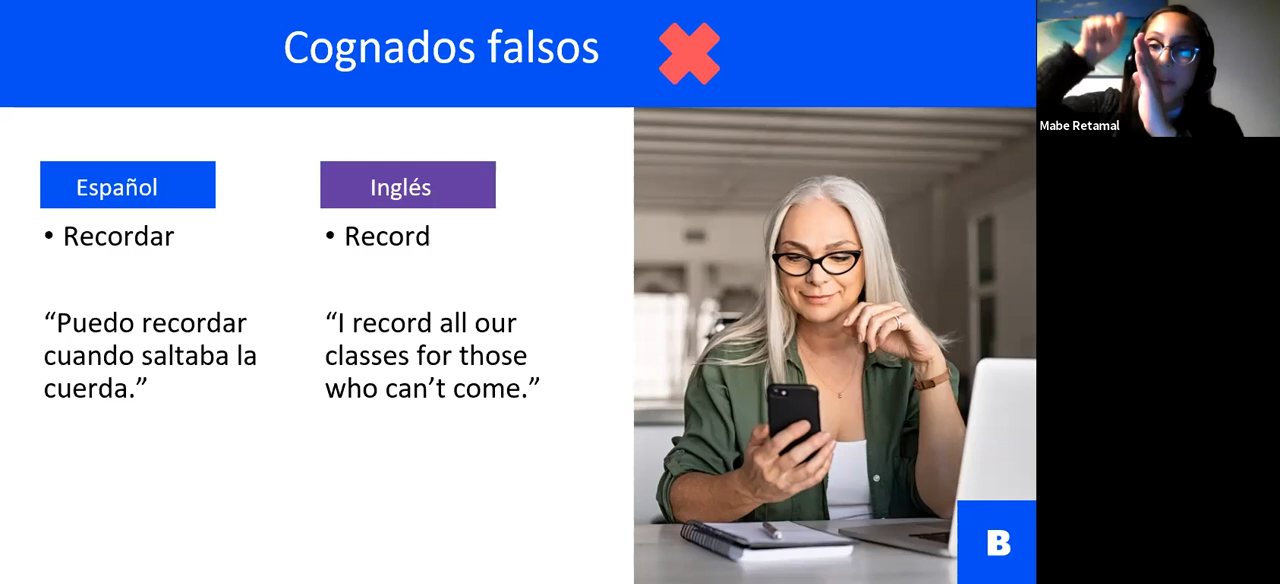 Cognados falsos
Español
Inglés
• Recordar
• Record
“Puedo recordar
cuando saltaba la
cuerda.”
“I record all our
classes for those
who can’t come.”
B
Mabe Retamal